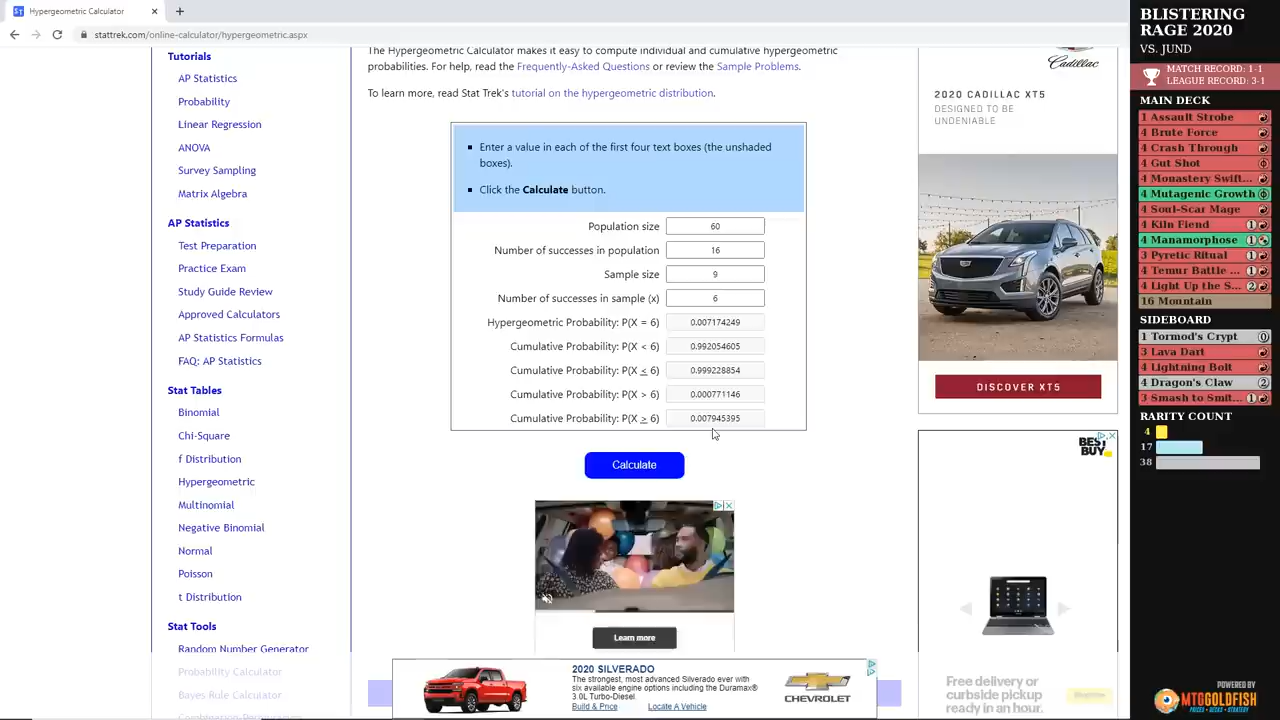 Hypergeometric Calculator
stattrek.com/online-calculator/hypergeometric.aspx
Tutorials
AP Statistics
Probability
Linear Regression
ANOVA
Survey Sampling
Matrix Algebra
AP Statistics
Test Preparation
Practice Exam
Study Guide Review
Approved Calculators
AP Statistics Formulas
FAQ: AP Statistics
Stat Tables
Binomial
Chi-Square
f Distribution
Hypergeometric
Multinomial
Negative Binomial
Normal
Poisson
t Distribution
Stat Tools
Random Number Generator
Probability Calculator
Bayes Rule Calculator
The Hypergeometric Calculator makes it easy to compute individual and cumulative hypergeometric
probabilities. For help, read the Frequently-Asked Questions or review the Sample Problems.
To learn more, read Stat Trek's tutorial on the hypergeometric distribution.
Enter a value in each of the first four text boxes (the unshaded
boxes).
Click the Calculate button.
Population size 60
Number of successes in population 16
Sample size 9
Number of successes in sample (x) 6
Hypergeometric Probability: P(X = 6) 0.007174249
Cumulative Probability: P(X < 6) 0.992054605
Cumulative Probability: P(X ≤ 6) 0.999228854
Cumulative Probability: P(X > 6) 0.000771146
Cumulative Probability: P(X ≥ 6) 0.007945395
Calculate
Learn more
2020 SILVERADO
The strongest, most advanced Silverado ever with
six available engine options including the Duramax®
3.0L Turbo-Diesel
Build & Price Locate A Vehicle
CHEVROLET
Cadillac
2020 CADILLAC XT5
DESIGNED TO BE
UNDENIABLE
DISCOVER XT5
BEST
BUY
Free delivery or
curbside pickup
ready in an hour.
BLISTERING
RAGE 2020
VS. JUND
MATCH RECORD: 1-1
LEAGUE RECORD: 3-1
MAIN DECK
1 Assault Strobe
4 Brute Force
4 Crash Through
4 Gut Shot
4 Monastery Swift...
4 Mutagenic Growth
4 Soul-Scar Mage
4 Kiln Fiend 1
4 Manamorphose 1
3 Pyretic Ritual 1
4 Temur Battle ... 1
4 Light Up the S... 2
16 Mountain
SIDEBOARD
1 Tormod's Crypt 0
3 Lava Dart
4 Lightning Bolt
4 Dragon's Claw 2
3 Smash to Smit... 1
RARITY COUNT
4
17
38
POWERED BY
MTGGOLDFISH
PRICES · DECKS · STRATEGY